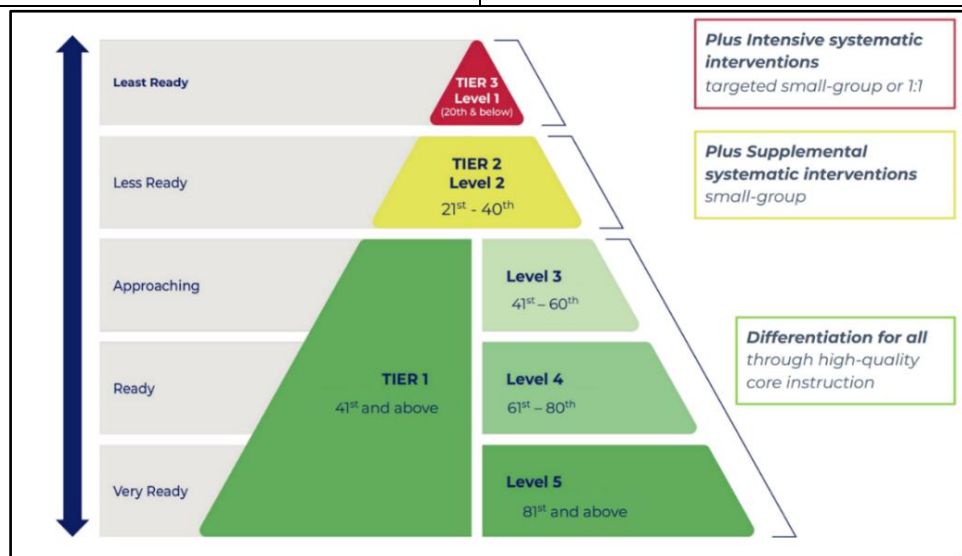 Least Ready
TIER 3
Level 1
(20th & below)
Plus Intensive systematic
interventions
targeted small-group or 1:1
Less Ready
TIER 2
Level 2
21st - 40th
Plus Supplemental
systematic interventions
small-group
Approaching
Level 3
41st – 60th
Ready
TIER 1
41st and above
Level 4
61st – 80th
Differentiation for all
through high-quality
core instruction
Very Ready
Level 5
81st and above